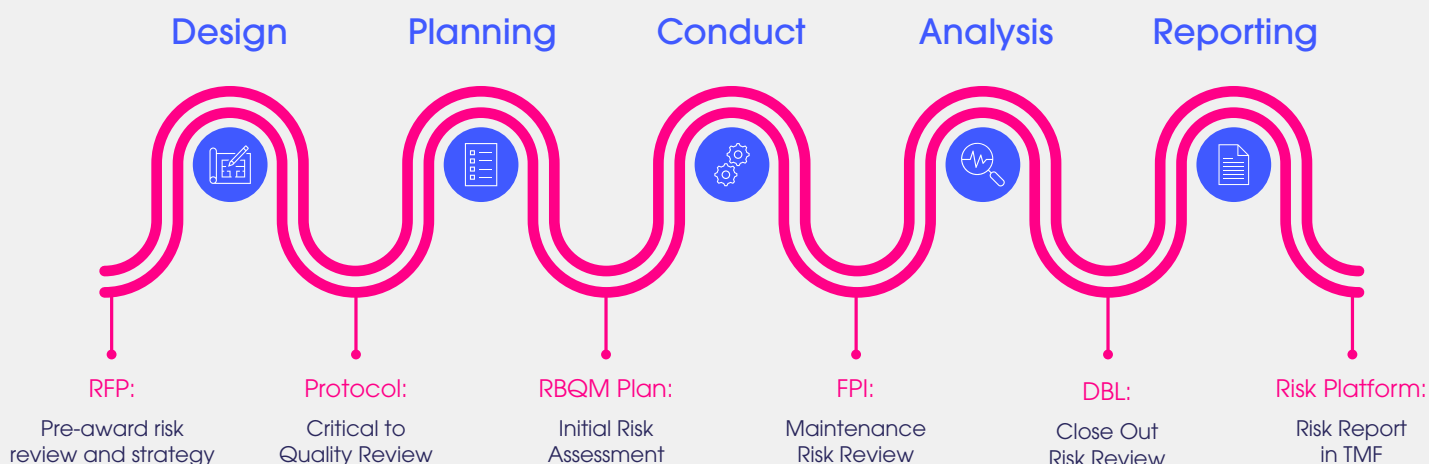 Design
Planning
Conduct
Analysis
Reporting
RFP:
Pre-award risk
review and strategy
Protocol:
Critical to
Quality Review
RBQM Plan:
Initial Risk
Assessment
FPI:
Maintenance
Risk Review
DBL:
Close Out
Risk Review
Risk Platform:
Risk Report
in TMF